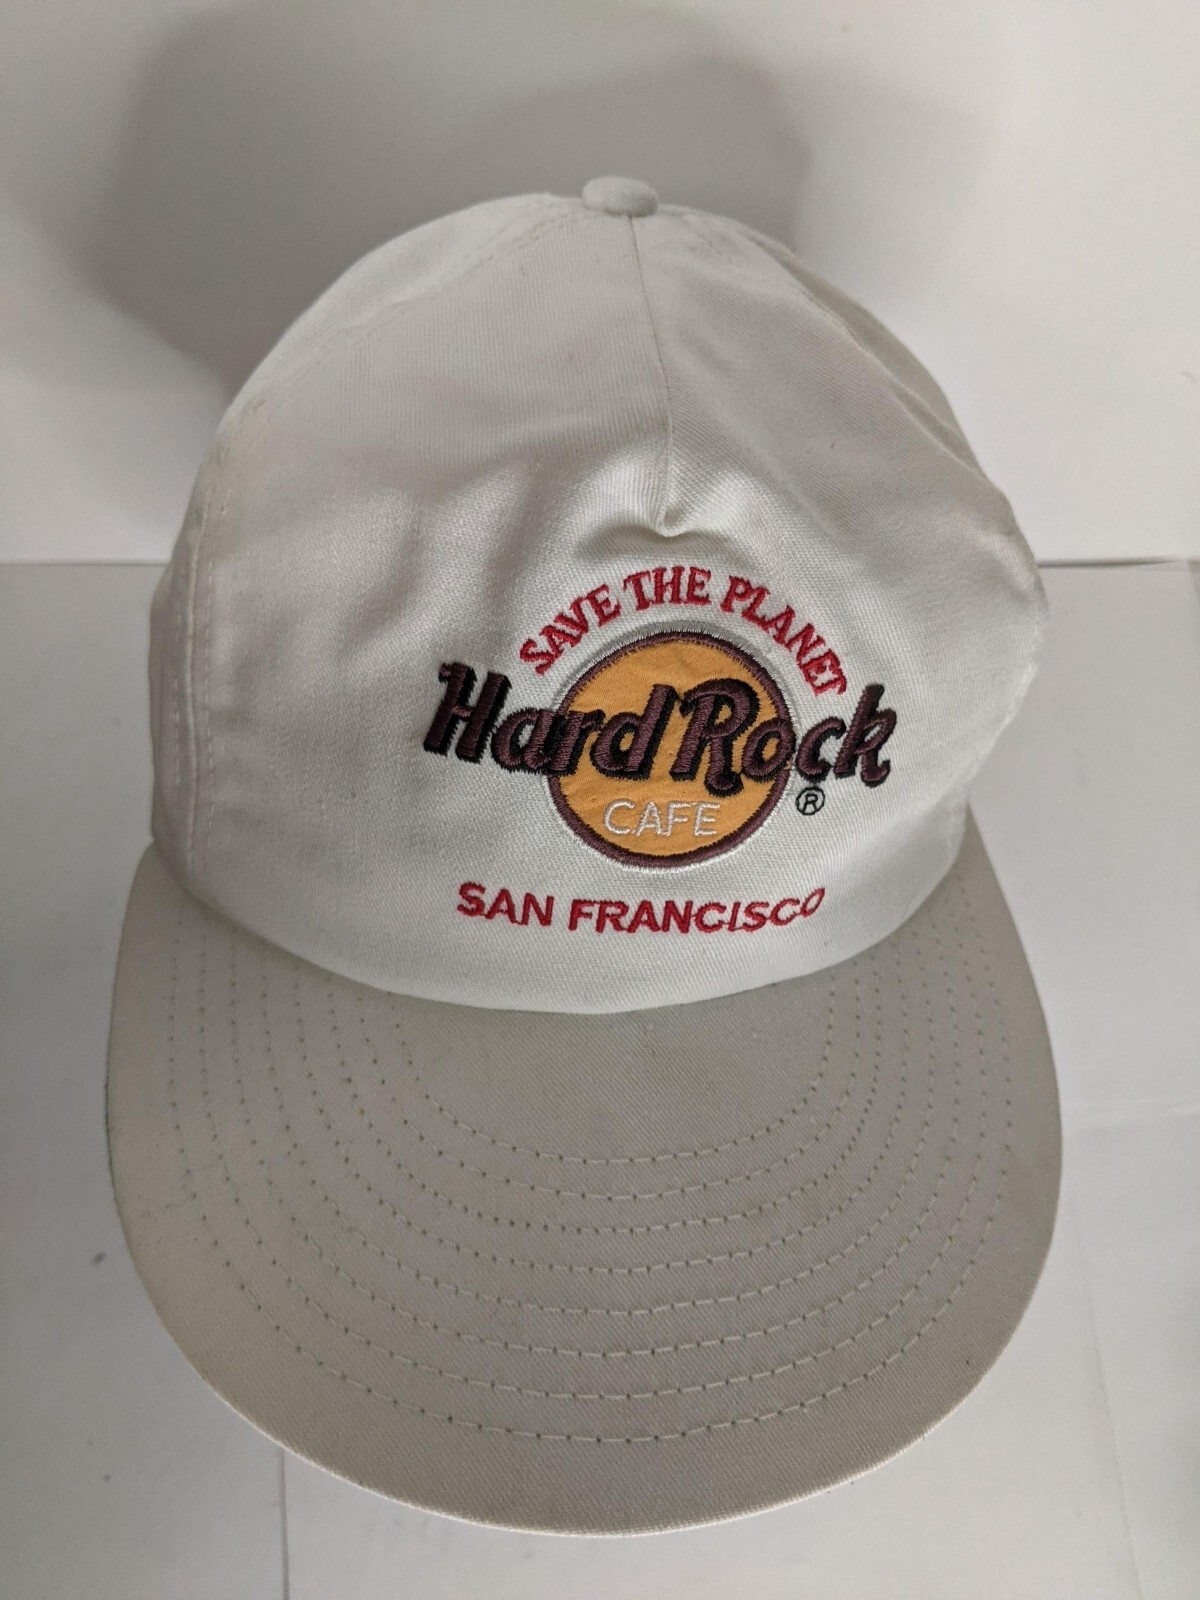 SAVE THE PLANET
Hard Rock
®
CAFE
SAN FRANCISCO